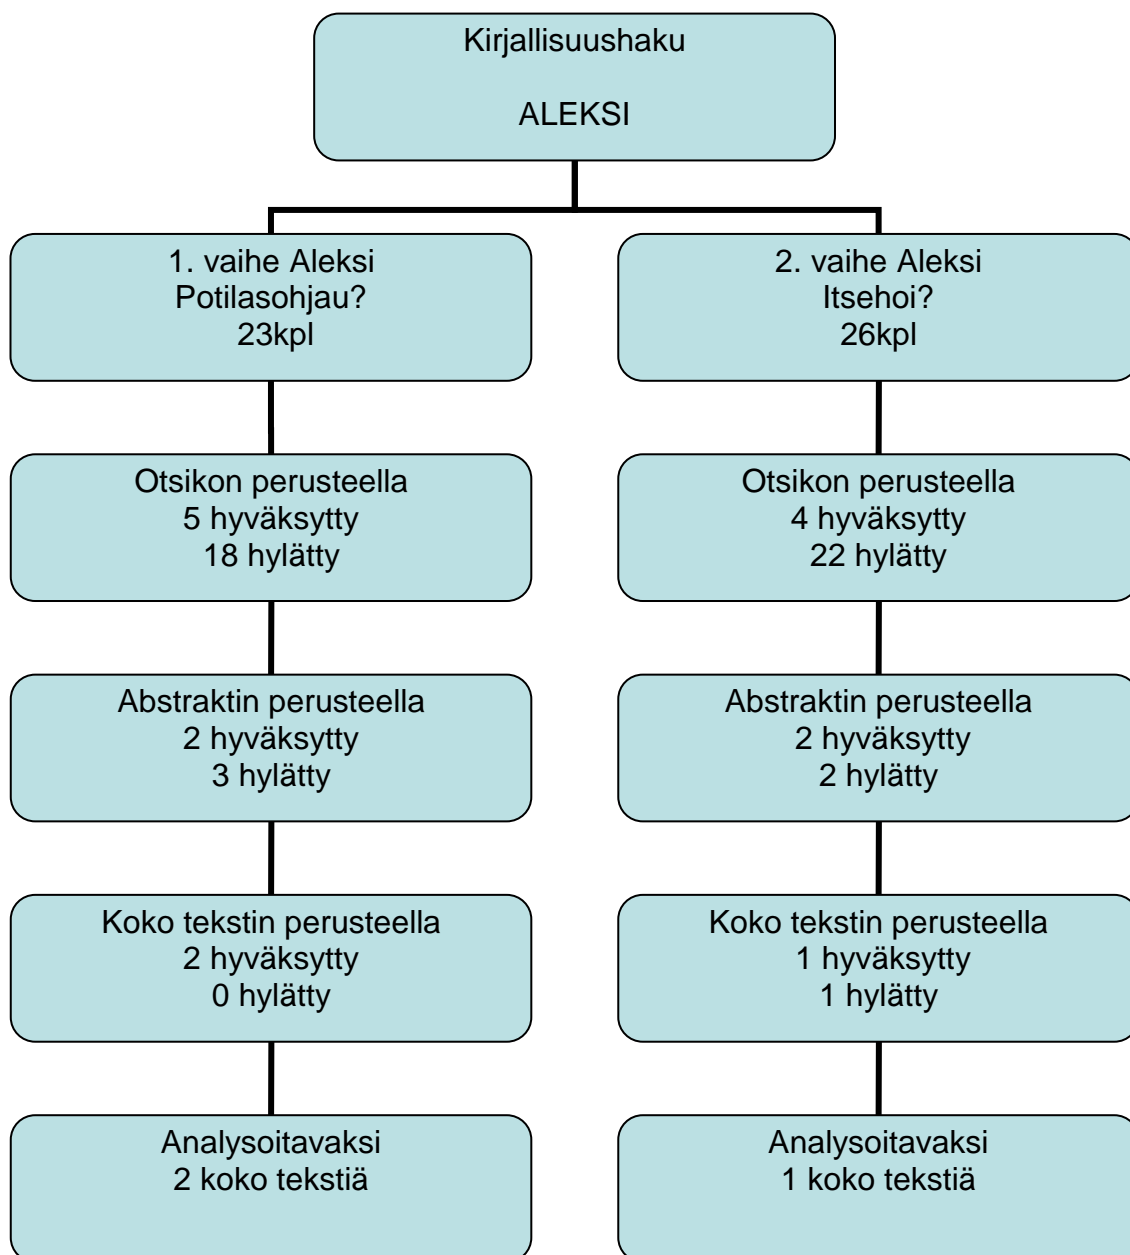 Kirjallisuushaku
ALEKSI
1. vaihe Aleksi
Potilasohjau?
23kpl
2. vaihe Aleksi
Itsehoi?
26kpl
Otsikon perusteella
5 hyväksytty
18 hylätty
Otsikon perusteella
4 hyväksytty
22 hylätty
Abstraktin perusteella
2 hyväksytty
3 hylätty
Abstraktin perusteella
2 hyväksytty
2 hylätty
Koko tekstin perusteella
2 hyväksytty
0 hylätty
Koko tekstin perusteella
1 hyväksytty
1 hylätty
Analysoitavaksi
2 koko tekstiä
Analysoitavaksi
1 koko tekstiä